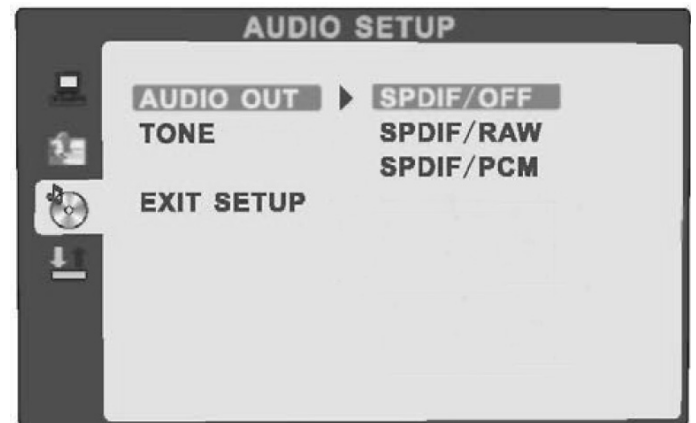 AUDIO SETUP
AUDIO OUT SPDIF/OFF
TONE SPDIF/RAW
SPDIF/PCM
EXIT SETUP